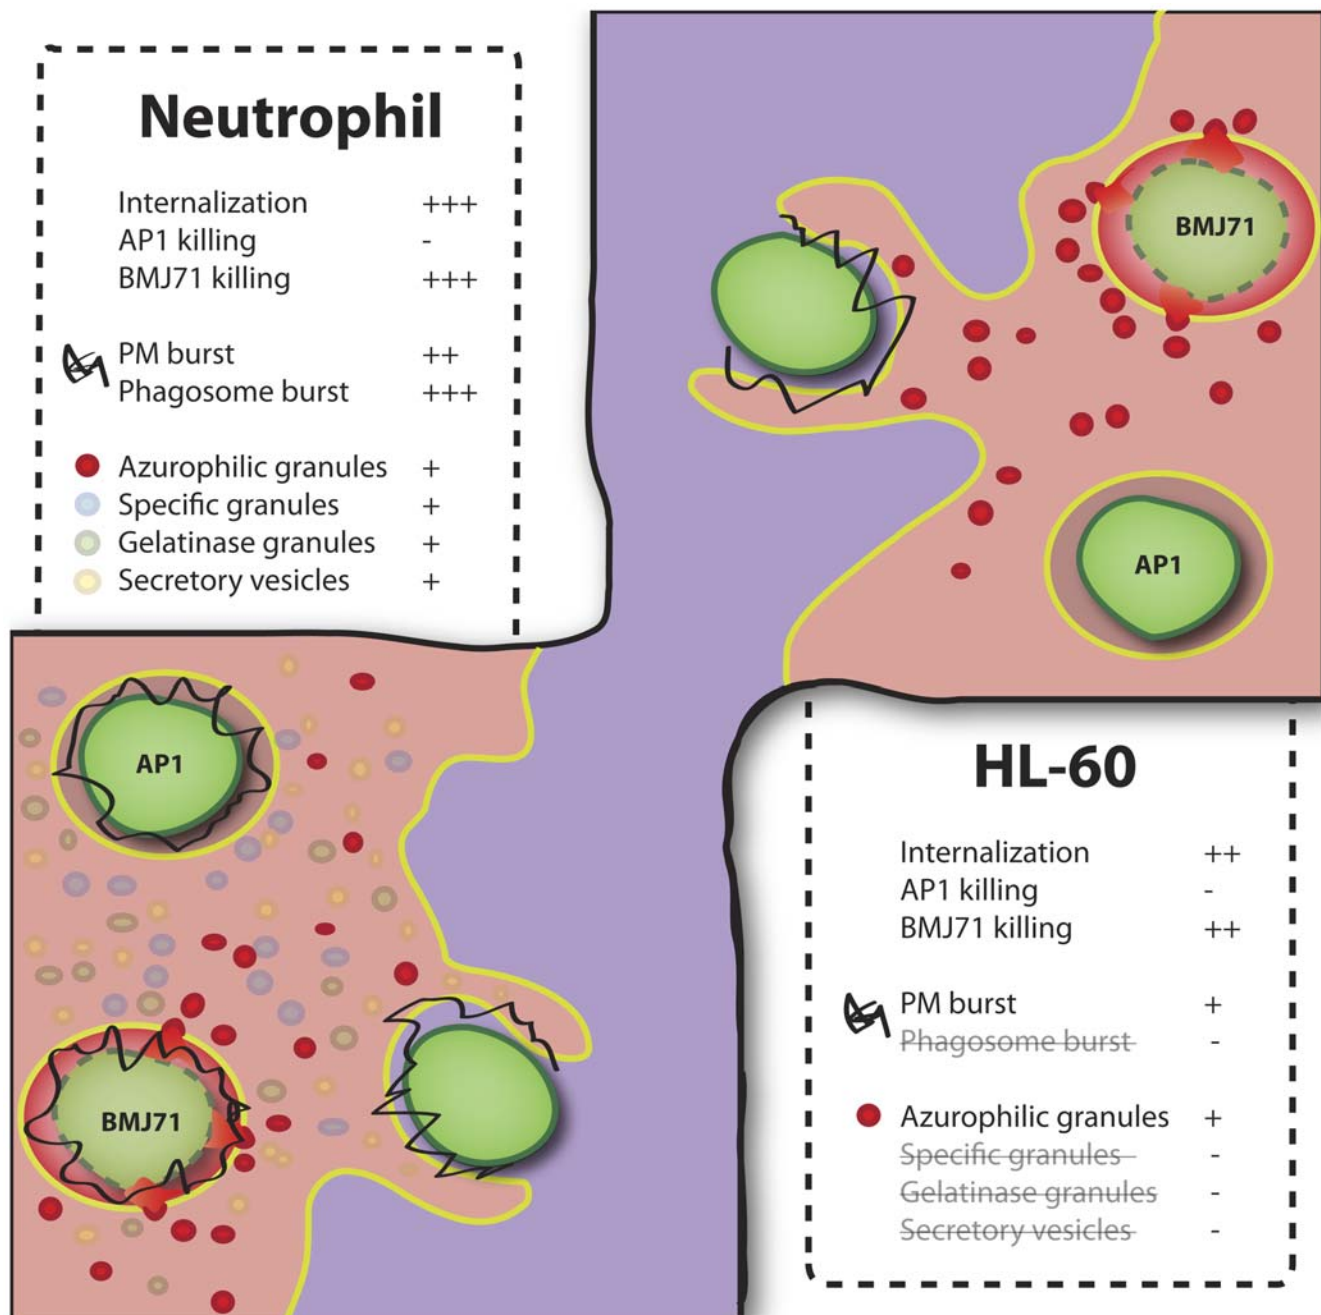 Neutrophil
Internalization +++
AP1 killing -
BMJ71 killing +++
PM burst ++
Phagosome burst +++
Azurophilic granules +
Specific granules +
Gelatinase granules +
Secretory vesicles +
BMJ71
AP1
AP1
BMJ71
HL-60
Internalization ++
AP1 killing -
BMJ71 killing ++
PM burst +
Phagosome burst -
Azurophilic granules +
Specific granules -
Gelatinase granules -
Secretory vesicles -